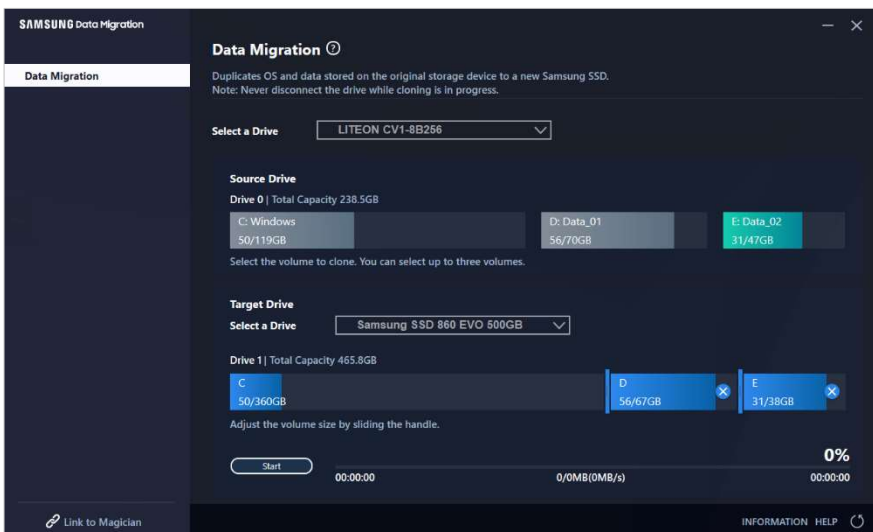 SAMSUNG Data Migration
Data Migration
Data Migration ?
Duplicates OS and data stored on the original storage device to a new Samsung SSD.
Note: Never disconnect the drive while cloning is in progress.
Select a Drive LITEON CV1-8B256
Source Drive
Drive 0 | Total Capacity 238.5GB
C: Windows D: Data_01 E: Data_02
50/119GB 56/70GB 31/47GB
Select the volume to clone. You can select up to three volumes.
Target Drive
Select a Drive Samsung SSD 860 EVO 500GB
Drive 1 | Total Capacity 465.8GB
C D E
50/360GB 56/67GB 31/38GB
Adjust the volume size by sliding the handle.
0%
Start
00:00:00 0/0MB(0MB/s) 00:00:00
Link to Magician INFORMATION HELP